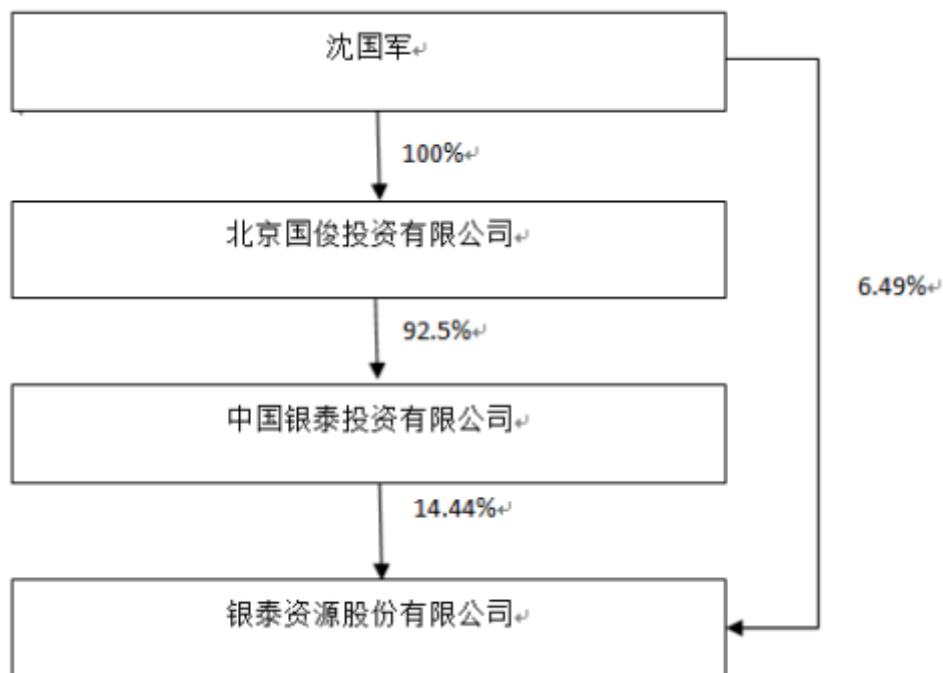 沈国军
100%
北京国俊投资有限公司
92.5%
6.49%
中国银泰投资有限公司
14.44%
银泰资源股份有限公司